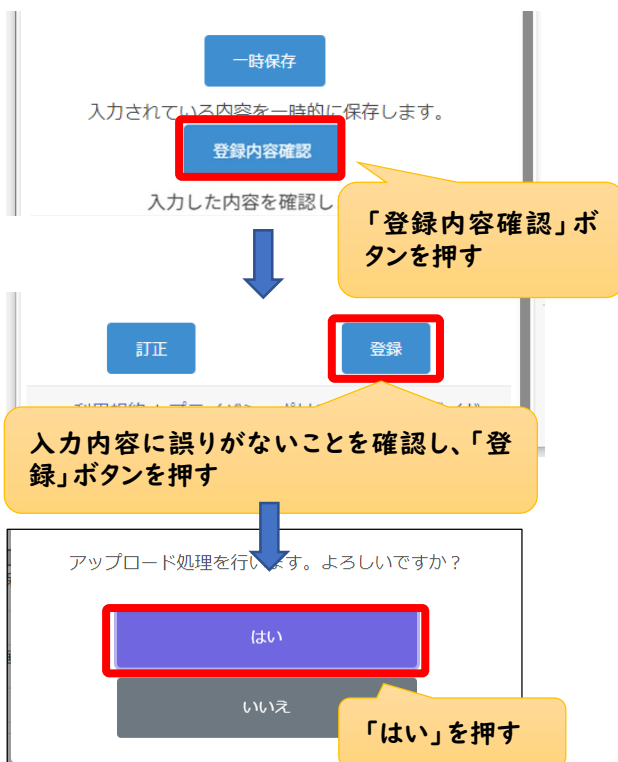 一時保存
入力されている内容を一時的に保存します。
登録内容確認
入力した内容を確認し
「登録内容確認」ボ
タンを押す
訂正
登録
入力内容に誤りがないことを確認し、「登
録」ボタンを押す
アップロード処理を行います。よろしいですか？
はい
いいえ
「はい」を押す